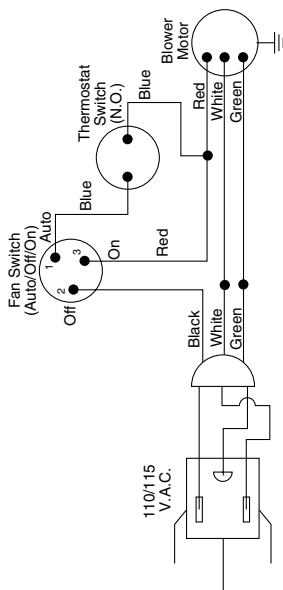 Blower
Motor
Thermostat
Switch
(N.O.)
Blue
Red
White
Green
Fan Switch
(Auto/Off/On)
Auto
Blue
1
2
3
Off
On
Red
Black
White
Green
110/115
V.A.C.